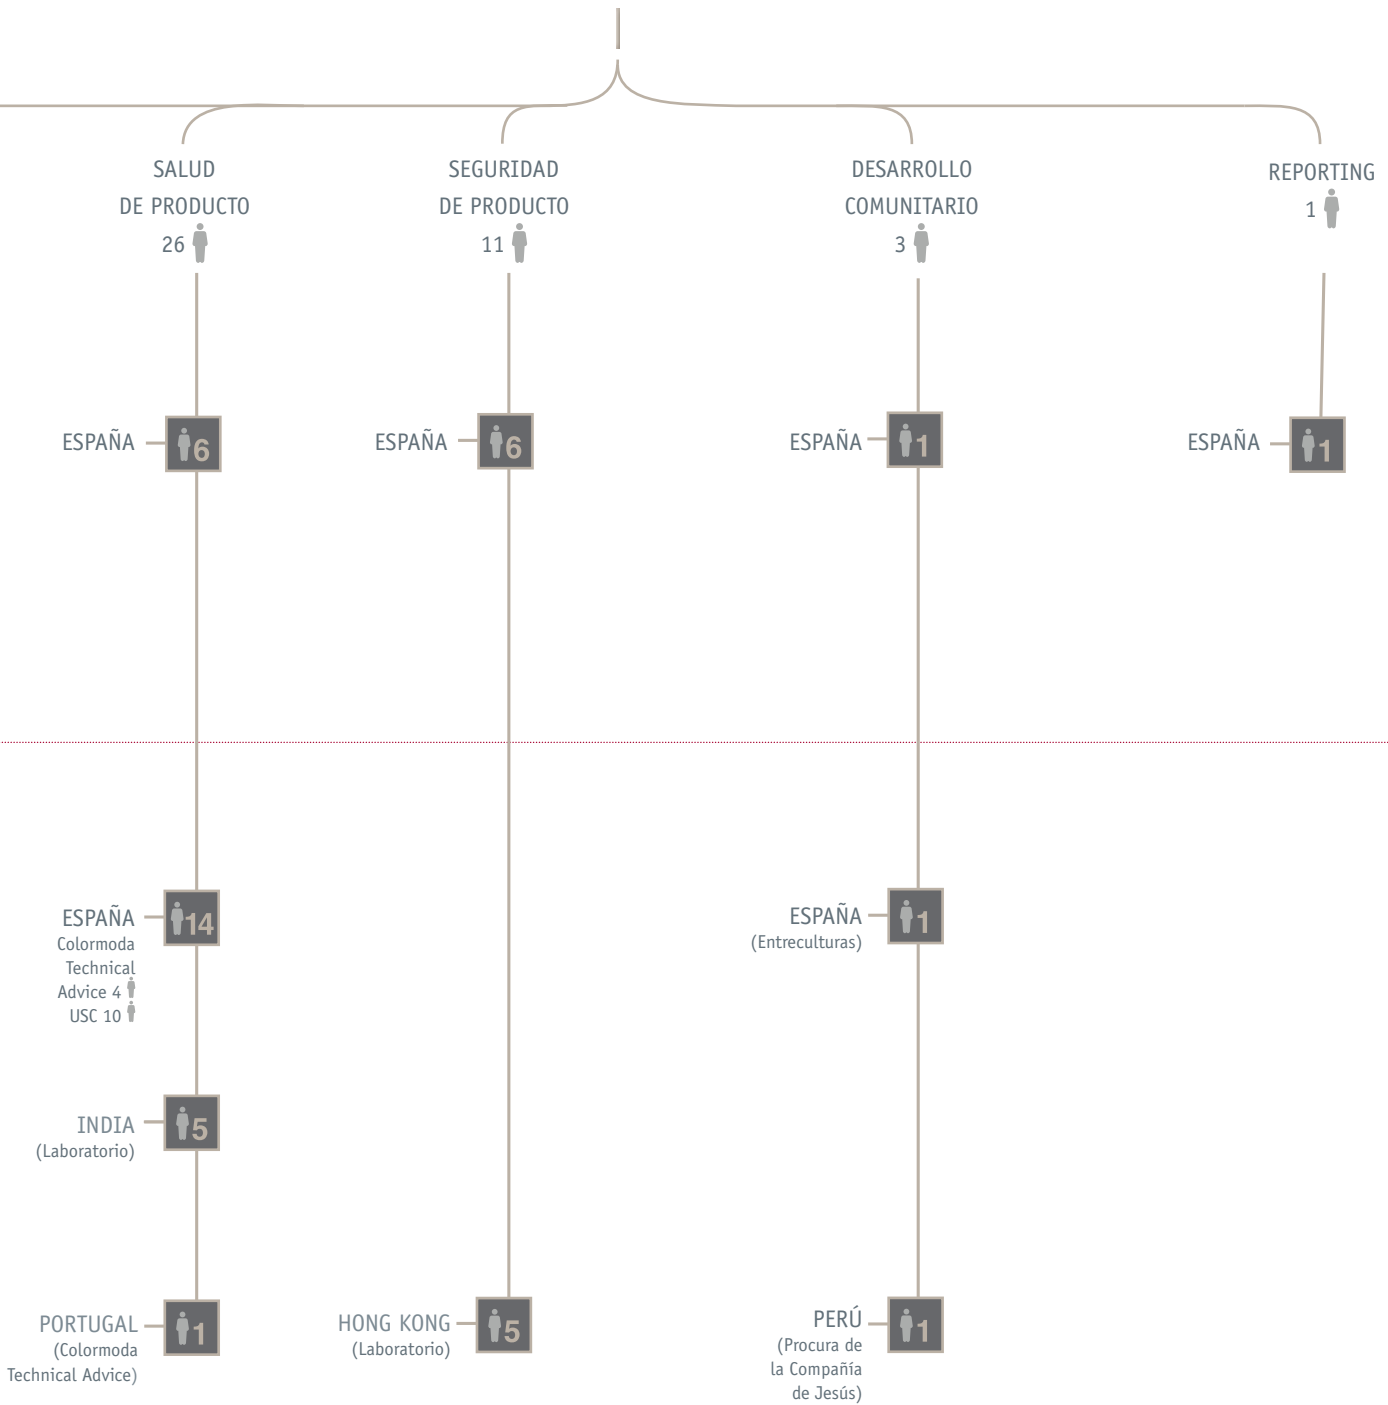 SALUD
DE PRODUCTO
26
SEGURIDAD
DE PRODUCTO
11
DESARROLLO
COMUNITARIO
3
REPORTING
1
ESPAÑA
6
ESPAÑA
6
ESPAÑA
1
ESPAÑA
1
ESPAÑA
14
Colormoda
Technical
Advice 4
USC 10
ESPAÑA
1
(Entreculturas)
INDIA
5
(Laboratorio)
PORTUGAL
1
(Colormoda
Technical Advice)
HONG KONG
5
(Laboratorio)
PERÚ
1
(Procura de
la Compañía
de Jesús)